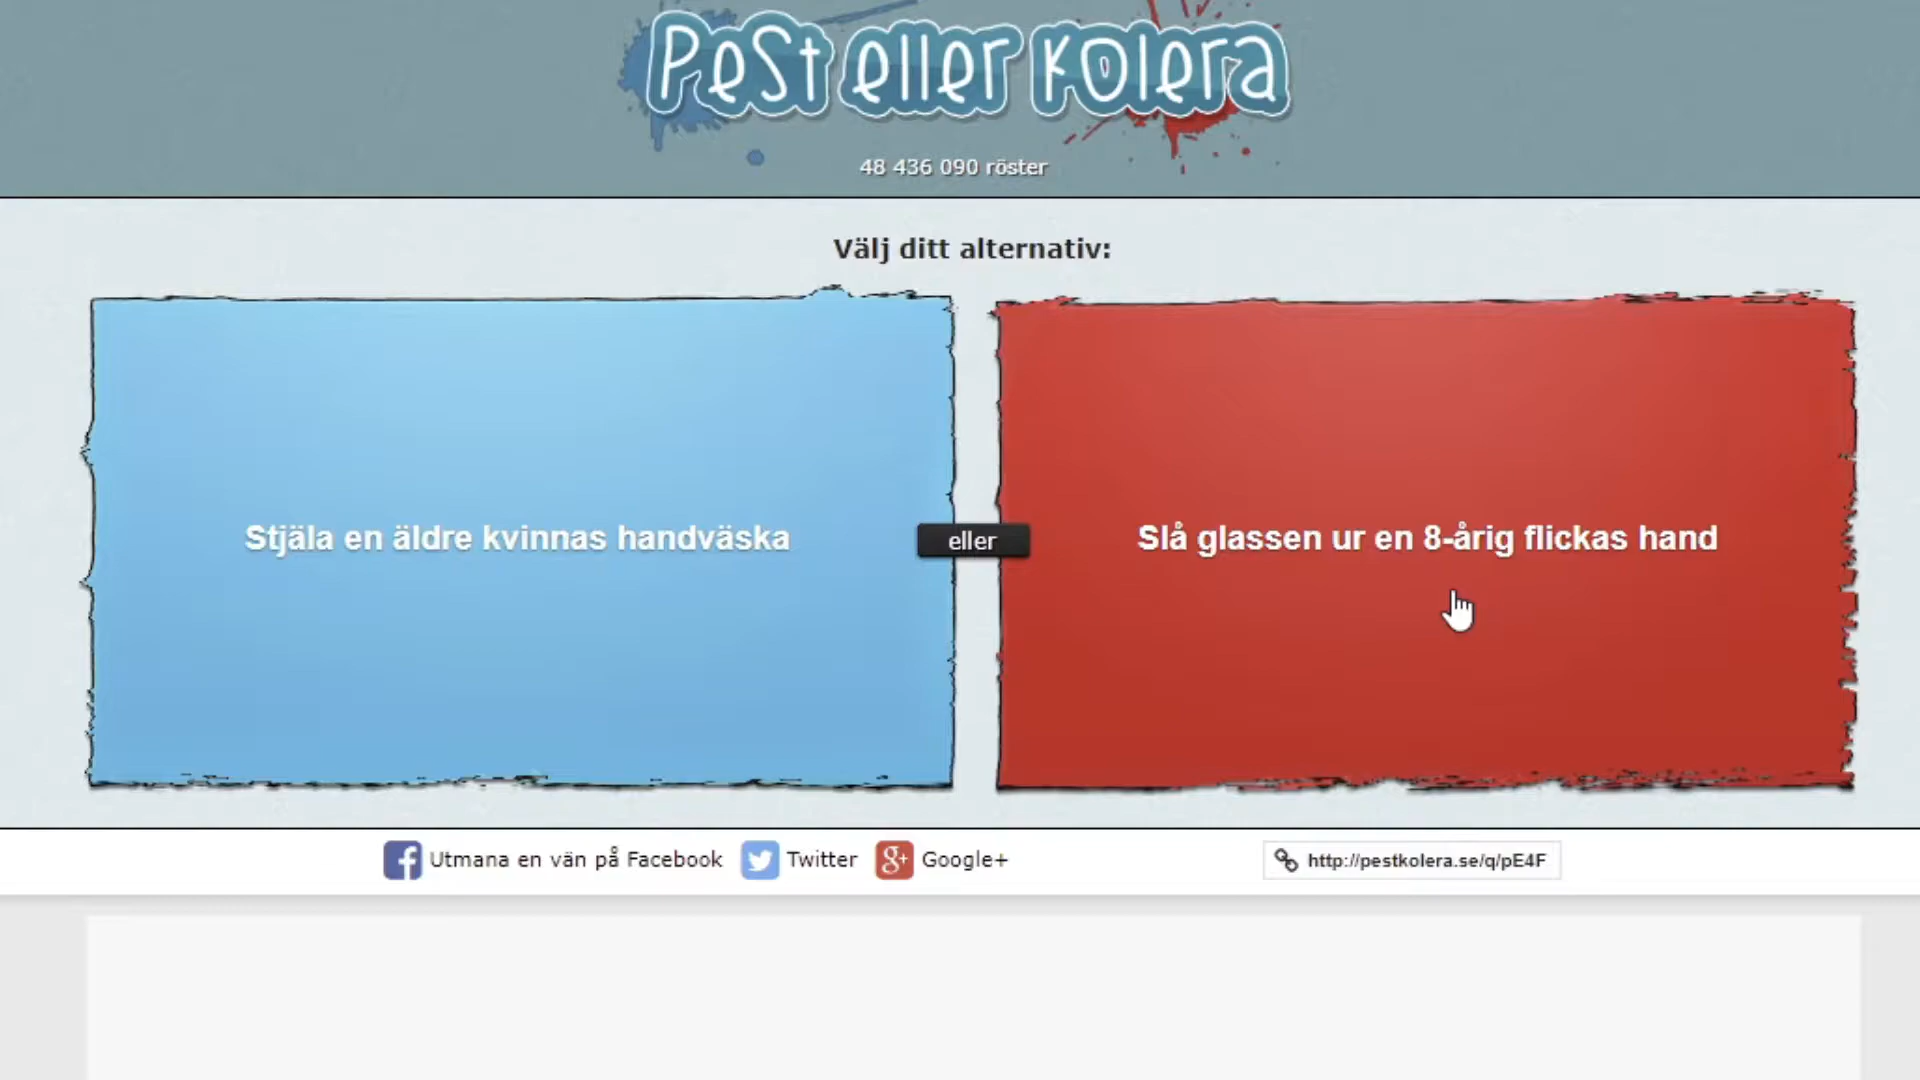 Pest eller kolera
48 436 090 röster
Välj ditt alternativ:
Stjäla en äldre kvinnas handväska
eller
Slå glassen ur en 8-årig flickas hand
Utmana en vän på Facebook
Twitter
Google+
http://pestkolera.se/q/pE4F